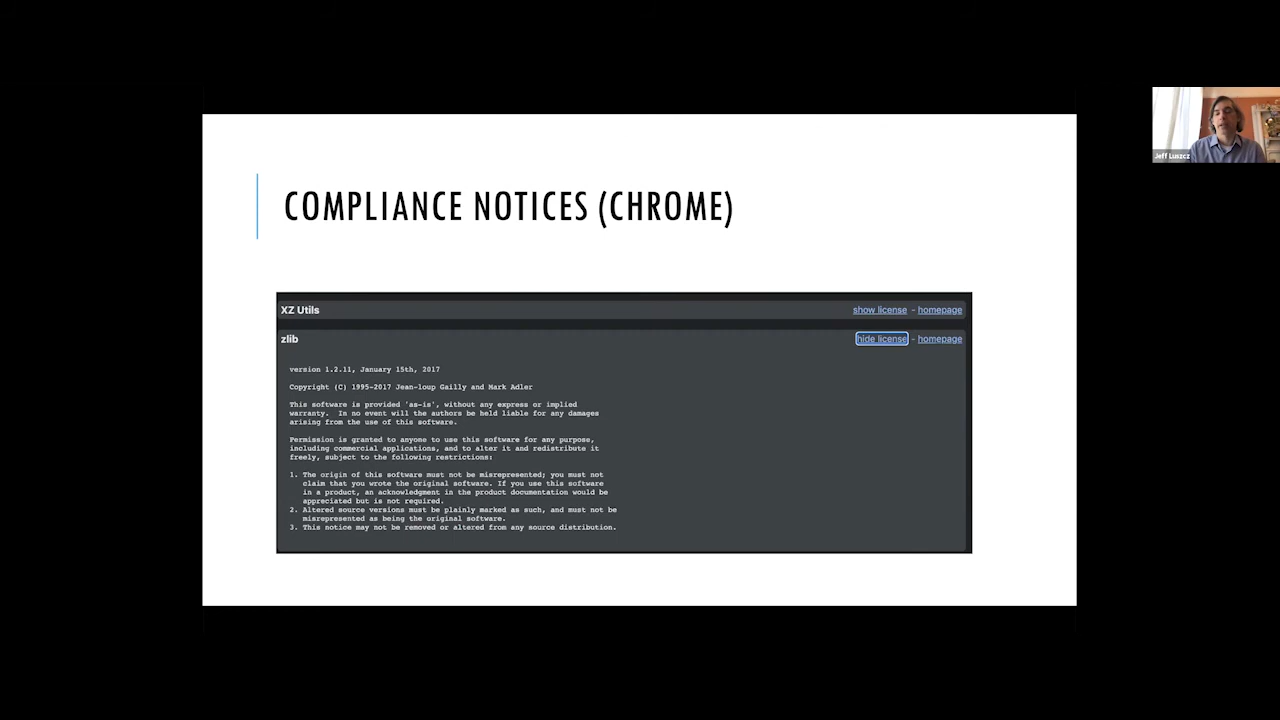 COMPLIANCE NOTICES (CHROME)
XZ Utils show license - homepage
zlib hide license - homepage
version 1.2.11, January 15th, 2017
Copyright (C) 1995-2017 Jean-loup Gailly and Mark Adler
This software is provided 'as-is', without any express or implied
warranty. In no event will the authors be held liable for any damages
arising from the use of this software.
Permission is granted to anyone to use this software for any purpose,
including commercial applications, and to alter it and redistribute it
freely, subject to the following restrictions:
1. The origin of this software must not be misrepresented; you must not
claim that you wrote the original software. If you use this software
in a product, an acknowledgment in the product documentation would be
appreciated but is not required.
2. Altered source versions must be plainly marked as such, and must not be
misrepresented as being the original software.
3. This notice may not be removed or altered from any source distribution.
Jeff Luszcz